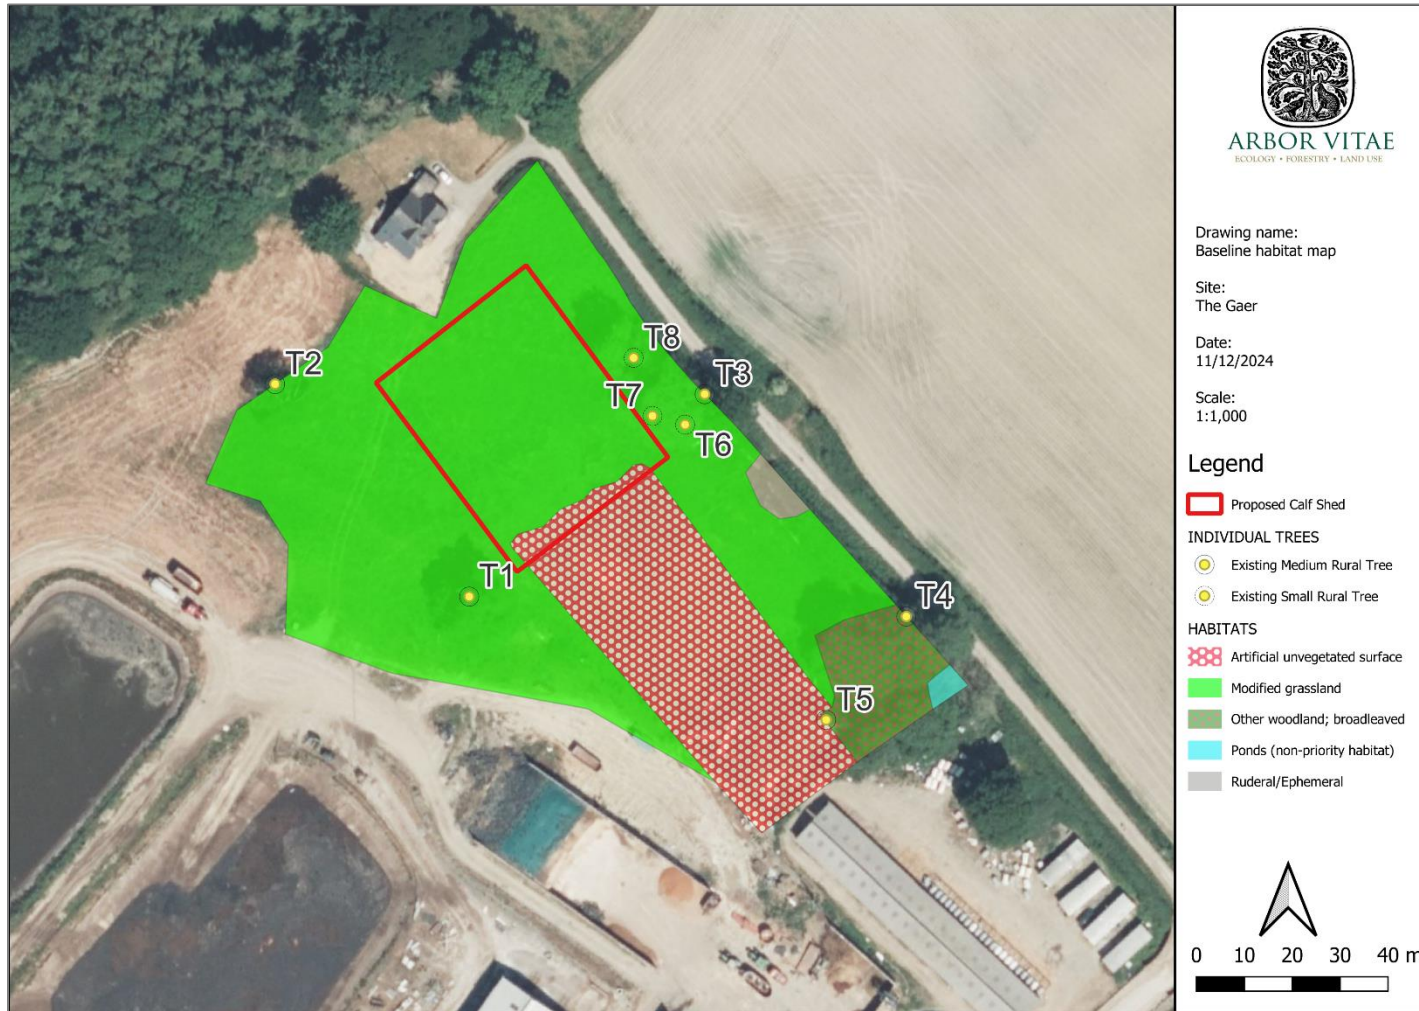 ARBOR VITAE
ECOLOGY • FORESTRY • LAND USE
Drawing name:
Baseline habitat map
Site:
The Gaer
Date:
11/12/2024
Scale:
1:1,000
Legend
Proposed Calf Shed
INDIVIDUAL TREES
Existing Medium Rural Tree
Existing Small Rural Tree
HABITATS
Artificial unvegetated surface
Modified grassland
Other woodland; broadleaved
Ponds (non-priority habitat)
Ruderal/Ephemeral
0 10 20 30 40 m
T8
T2
T3
T7
T6
T1
T4
T5